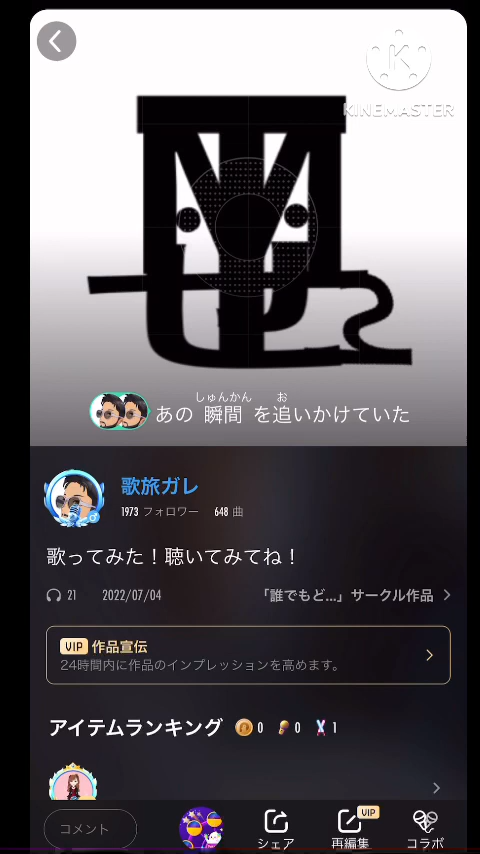 KINEMASTER
しゅんかん お
あの 瞬間 を追いかけていた
歌旅ガレ
1973 フォロワー 648 曲
歌ってみた！聴いてみてね！
21 2022/07/04 「誰でもど...」サークル作品
VIP 作品宣伝
24時間内に作品のインプレッションを高めます。
アイテムランキング 0 0 1
コメント シェア 再編集 VIP コラボ